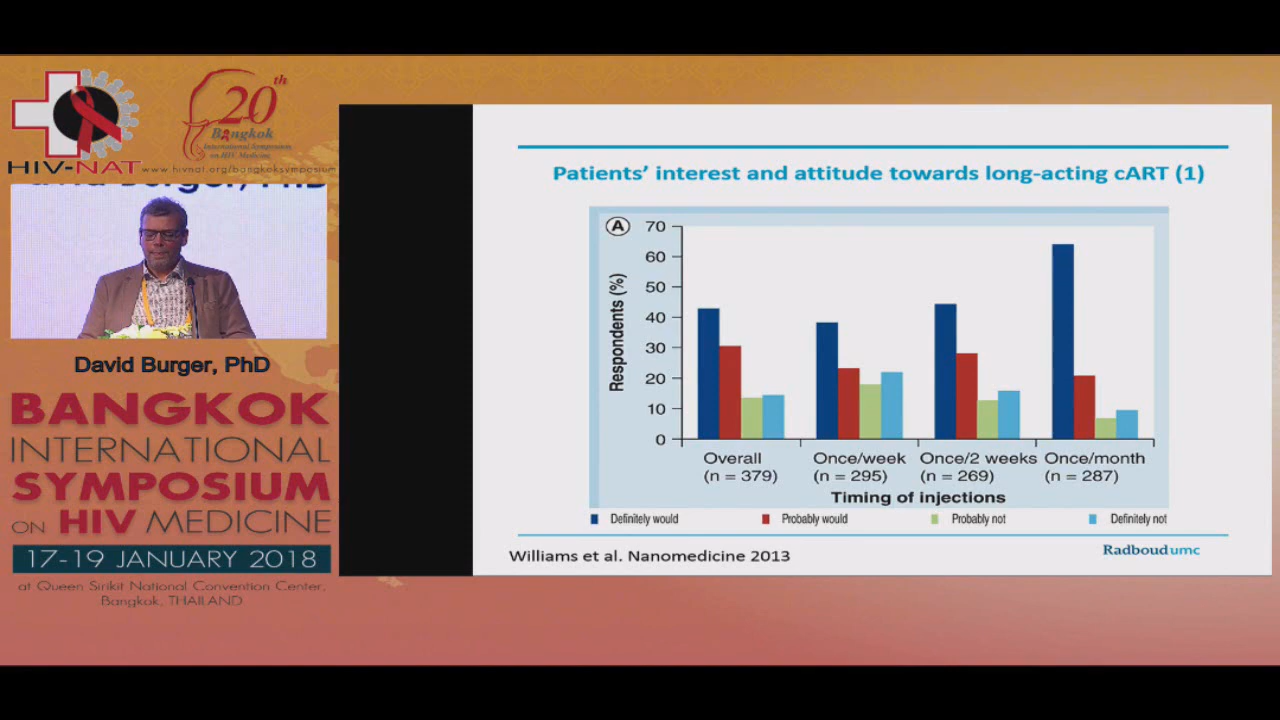 HIV-NAT
20th
Bangkok
International Symposium
on HIV Medicine
www.hivnat.org/bangkoksymposium
David Burger, PhD
David Burger, PhD
BANGKOK
INTERNATIONAL
SYMPOSIUM
ON HIV MEDICINE
17-19 JANUARY 2018
at Queen Sirikit National Convention Center,
Bangkok, THAILAND
Patients' interest and attitude towards long-acting cART (1)
A
Respondents (%)
70
60
50
40
30
20
10
0
Overall Once/week Once/2 weeks Once/month
(n = 379) (n = 295) (n = 269) (n = 287)
Timing of injections
Definitely would Probably would Probably not Definitely not
Williams et al. Nanomedicine 2013
Radboudumc